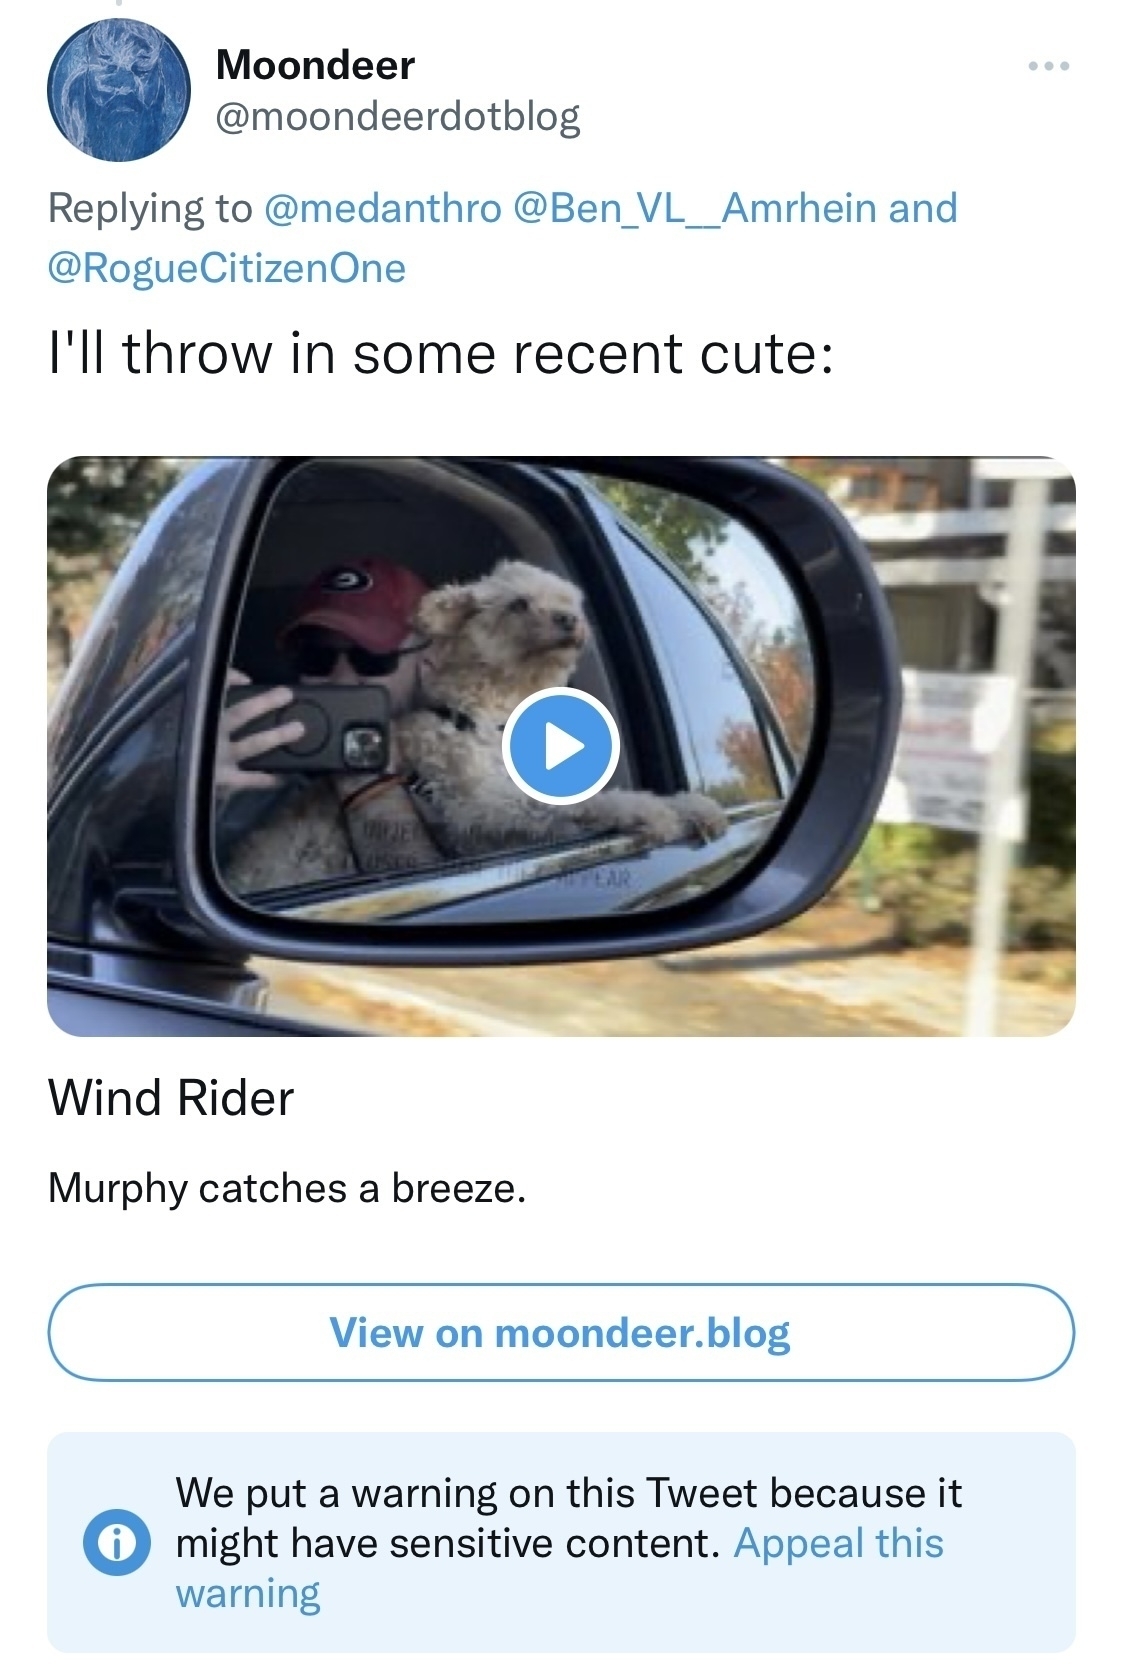 Moondeer
@moondeerdotblog
Replying to @medanthro @Ben_VL__Amrhein and
@RogueCitizenOne
I'll throw in some recent cute:
Wind Rider
Murphy catches a breeze.
View on moondeer.blog
We put a warning on this Tweet because it
might have sensitive content. Appeal this
warning